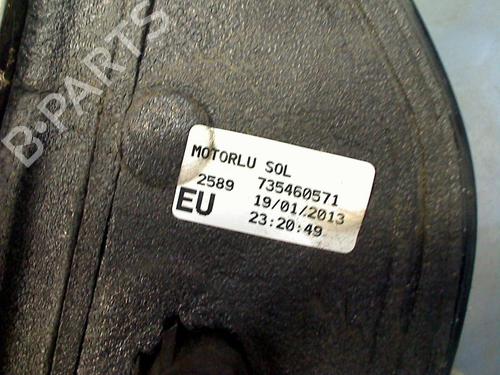 B-PARTS
MOTORLU SOL
2589 735460571
EU 19/01/2013
23:20:49